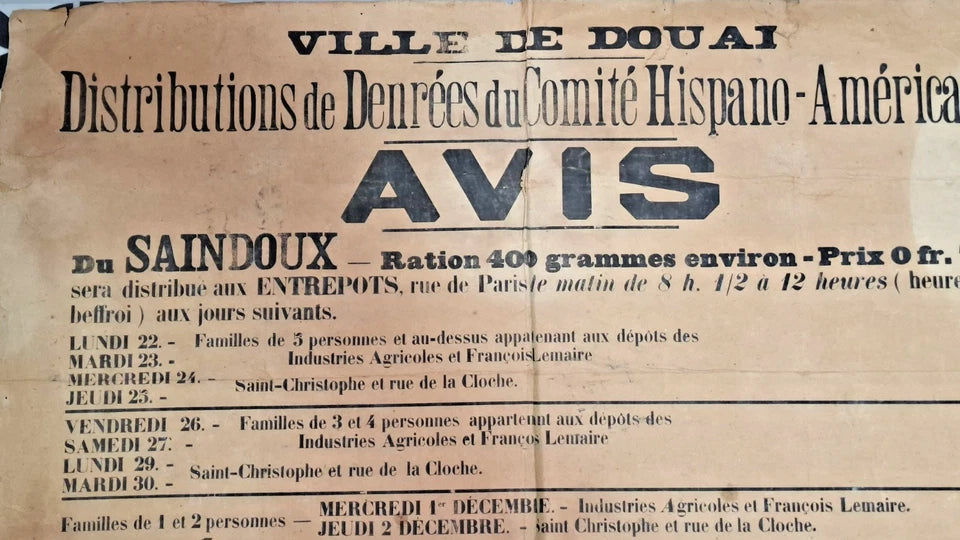 VILLE DE DOUAI
Distributions de Denrées du Comité Hispano-América
AVIS
Du SAINDOUX — Ration 400 grammes environ - Prix 0 fr.
sera distribué aux ENTREPOTS, rue de Paris le matin de 8 h. 1/2 à 12 heures ( heure
beffroi ) aux jours suivants.
LUNDI 22. - Familles de 5 personnes et au-dessus appatenant aux dépôts des
MARDI 23. - Industries Agricoles et François Lemaire
MERCREDI 24. - Saint-Christophe et rue de la Cloche.
JEUDI 25. -
VENDREDI 26. - Familles de 3 et 4 personnes appartenant aux dépôts des
SAMEDI 27. - Industries Agricoles et François Lemaire
LUNDI 29. - Saint-Christophe et rue de la Cloche.
MARDI 30. -
Familles de 1 et 2 personnes — MERCREDI 1er DÉCEMBRE. - Industries Agricoles et François Lemaire.
JEUDI 2 DÉCEMBRE. - Saint Christophe et rue de la Cloche.